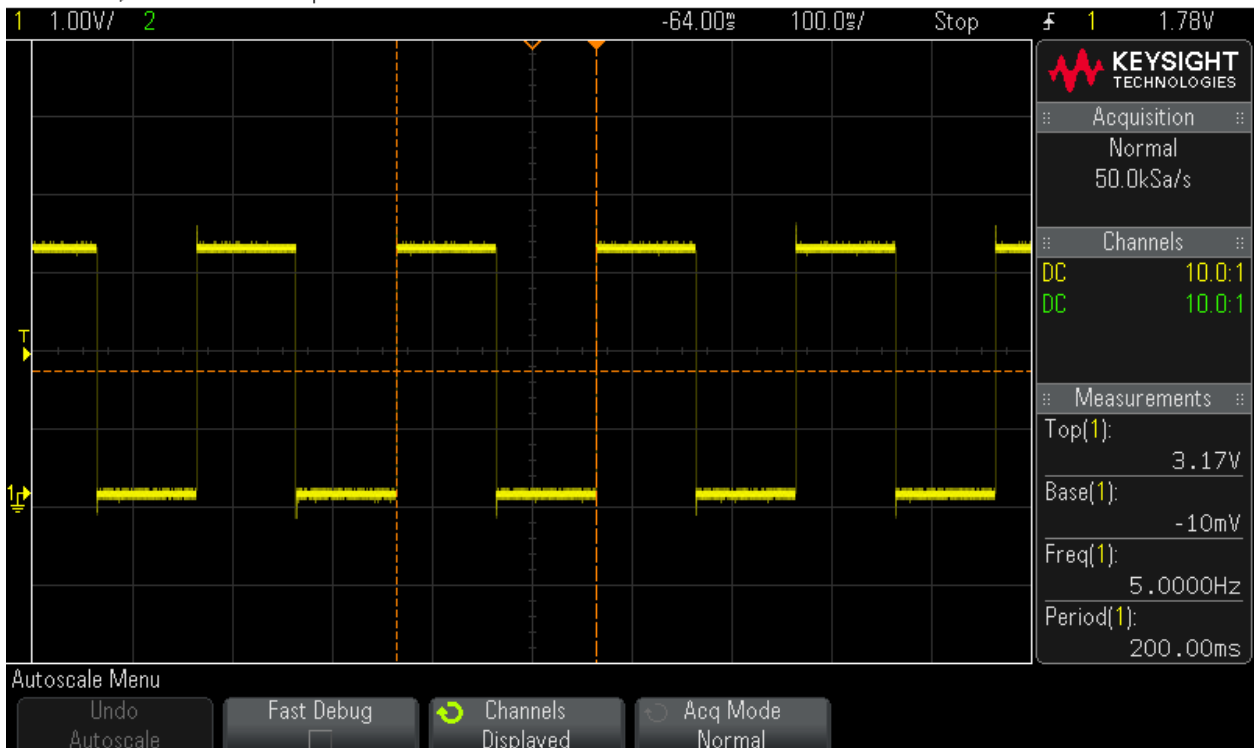 1 1.00V/ 2 -64.00ms 100.0ms/ Stop 1 1.78V
KEYSIGHT
TECHNOLOGIES
Acquisition
Normal
50.0kSa/s
Channels
DC 10.0:1
DC 10.0:1
T
1
Measurements
Top(1):
3.17V
Base(1):
-10mV
Freq(1):
5.0000Hz
Period(1):
200.00ms
Autoscale Menu
Undo
Autoscale
Fast Debug
Channels
Displayed
Acq Mode
Normal